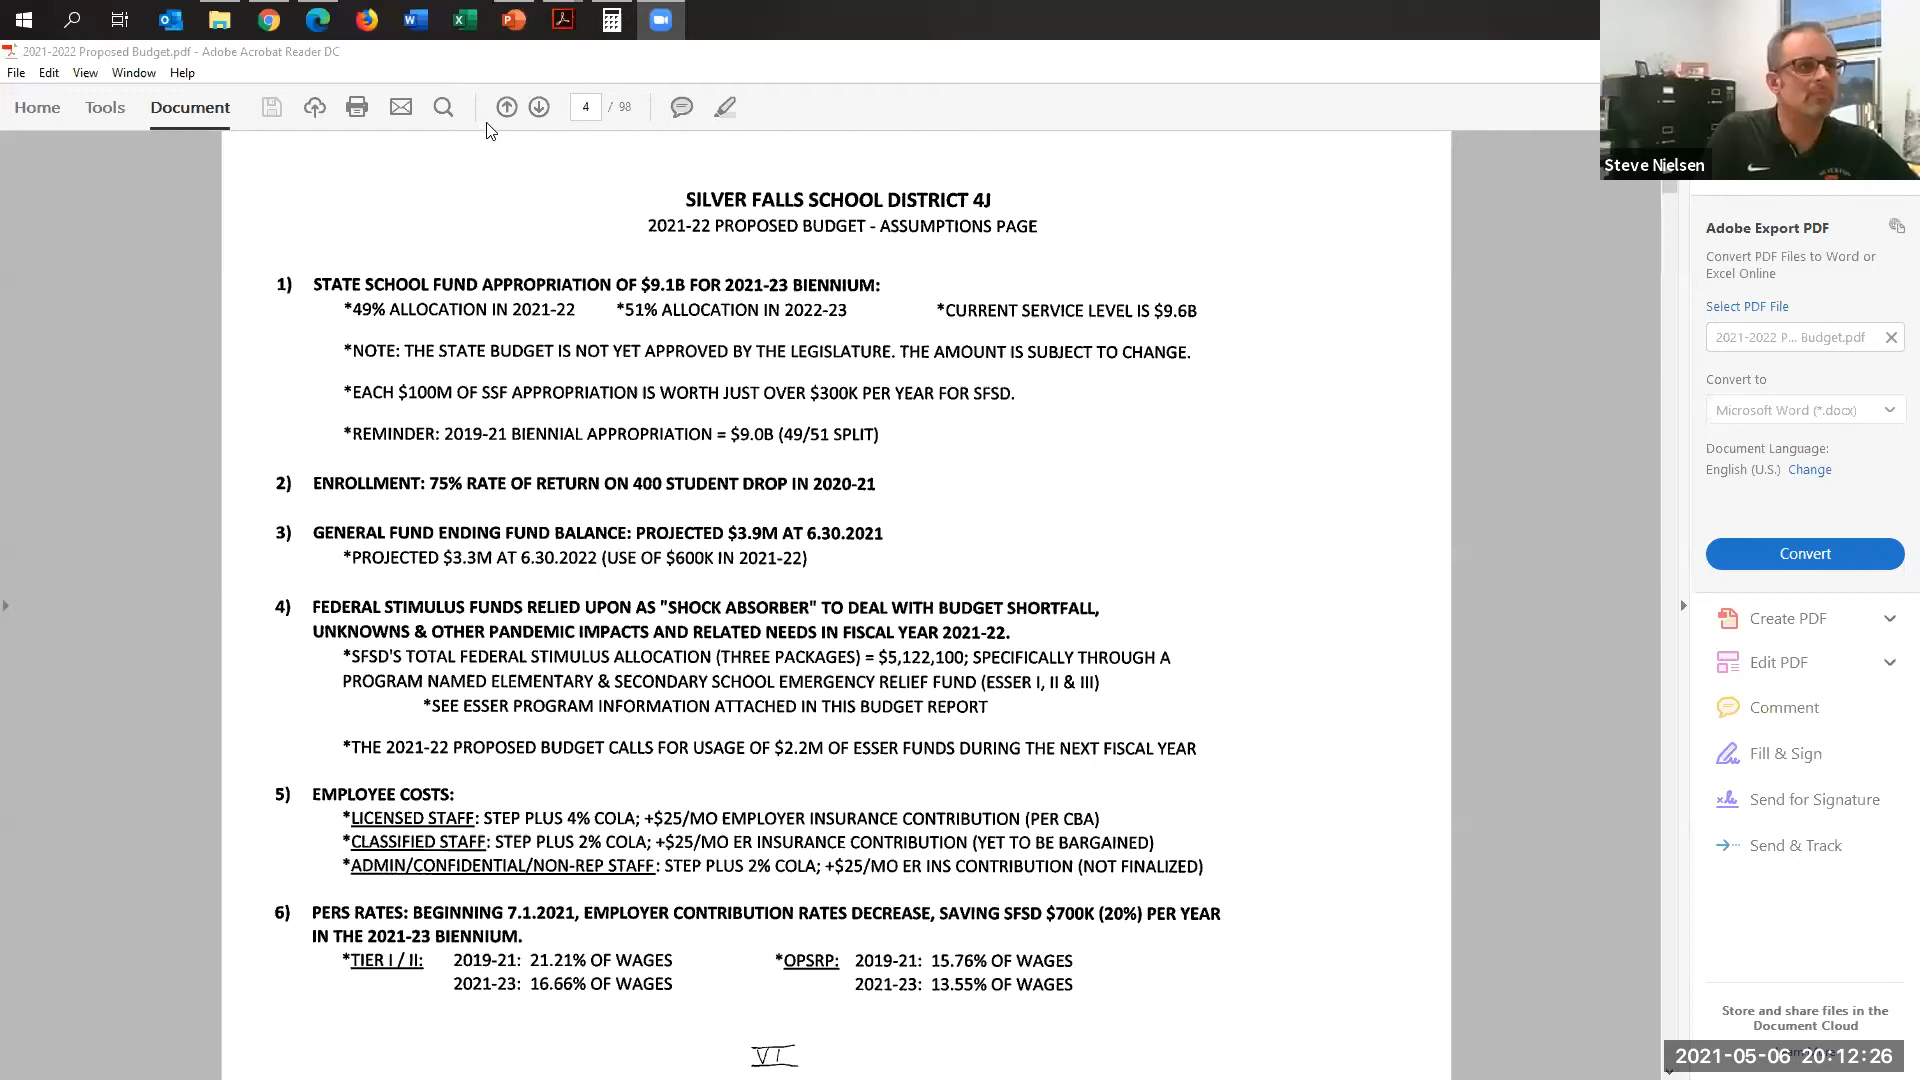 2021-2022 Proposed Budget.pdf - Adobe Acrobat Reader DC
File Edit View Window Help
Home Tools Document 4 / 98
Steve Nielsen
SILVER FALLS SCHOOL DISTRICT 4J
2021-22 PROPOSED BUDGET - ASSUMPTIONS PAGE
1) STATE SCHOOL FUND APPROPRIATION OF $9.1B FOR 2021-23 BIENNIUM:
*49% ALLOCATION IN 2021-22 *51% ALLOCATION IN 2022-23 *CURRENT SERVICE LEVEL IS $9.6B
*NOTE: THE STATE BUDGET IS NOT YET APPROVED BY THE LEGISLATURE. THE AMOUNT IS SUBJECT TO CHANGE.
*EACH $100M OF SSF APPROPRIATION IS WORTH JUST OVER $300K PER YEAR FOR SFSD.
*REMINDER: 2019-21 BIENNIAL APPROPRIATION = $9.0B (49/51 SPLIT)
2) ENROLLMENT: 75% RATE OF RETURN ON 400 STUDENT DROP IN 2020-21
3) GENERAL FUND ENDING FUND BALANCE: PROJECTED $3.9M AT 6.30.2021
*PROJECTED $3.3M AT 6.30.2022 (USE OF $600K IN 2021-22)
4) FEDERAL STIMULUS FUNDS RELIED UPON AS "SHOCK ABSORBER" TO DEAL WITH BUDGET SHORTFALL,
UNKNOWNS & OTHER PANDEMIC IMPACTS AND RELATED NEEDS IN FISCAL YEAR 2021-22.
*SFSD'S TOTAL FEDERAL STIMULUS ALLOCATION (THREE PACKAGES) = $5,122,100; SPECIFICALLY THROUGH A
PROGRAM NAMED ELEMENTARY & SECONDARY SCHOOL EMERGENCY RELIEF FUND (ESSER I, II & III)
*SEE ESSER PROGRAM INFORMATION ATTACHED IN THIS BUDGET REPORT
*THE 2021-22 PROPOSED BUDGET CALLS FOR USAGE OF $2.2M OF ESSER FUNDS DURING THE NEXT FISCAL YEAR
5) EMPLOYEE COSTS:
*LICENSED STAFF: STEP PLUS 4% COLA; +$25/MO EMPLOYER INSURANCE CONTRIBUTION (PER CBA)
*CLASSIFIED STAFF: STEP PLUS 2% COLA; +$25/MO ER INSURANCE CONTRIBUTION (YET TO BE BARGAINED)
*ADMIN/CONFIDENTIAL/NON-REP STAFF: STEP PLUS 2% COLA; +$25/MO ER INS CONTRIBUTION (NOT FINALIZED)
6) PERS RATES: BEGINNING 7.1.2021, EMPLOYER CONTRIBUTION RATES DECREASE, SAVING SFSD $700K (20%) PER YEAR
IN THE 2021-23 BIENNIUM.
*TIER I / II: 2019-21: 21.21% OF WAGES *OPSRP: 2019-21: 15.76% OF WAGES
2021-23: 16.66% OF WAGES 2021-23: 13.55% OF WAGES
VI
Adobe Export PDF
Convert PDF Files to Word or
Excel Online
Select PDF File
2021-2022 P... Budget.pdf
Convert to
Microsoft Word (*.docx)
Document Language:
English (U.S.) Change
Convert
Create PDF
Edit PDF
Comment
Fill & Sign
Send for Signature
Send & Track
Store and share files in the
Document Cloud
2021-05-06 20:12:26